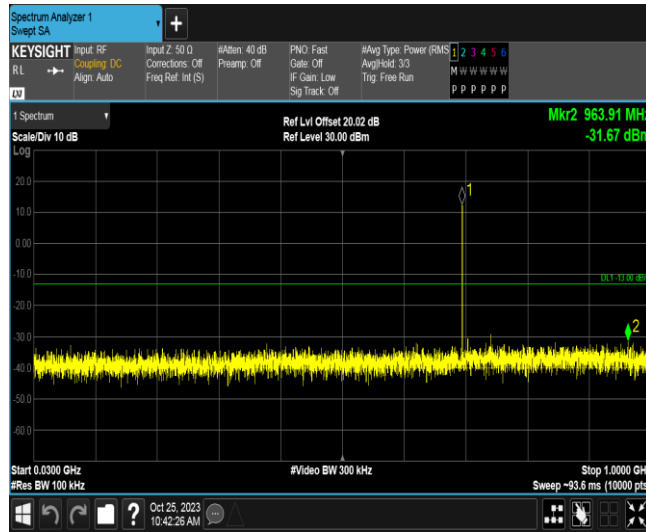 Spectrum Analyzer 1
Swept SA
KEYSIGHT
RL
LXI
Input: RF
Coupling: DC
Align: Auto
Input Z: 50 Ω
Corrections: Off
Freq Ref: Int (S)
#Atten: 40 dB
Preamp: Off
PNO: Fast
Gate: Off
IF Gain: Low
Sig Track: Off
#Avg Type: Power (RMS
Avg|Hold: 3/3
Trig: Free Run
1 2 3 4 5 6
M W W W W W
P P P P P P
1 Spectrum
Scale/Div 10 dB
Log
Ref Lvl Offset 20.02 dB
Ref Level 30.00 dBm
Mkr2 963.91 MHz
-31.67 dBm
20.0
10.0
0.00
-10.0
-20.0
-30.0
-40.0
-50.0
-60.0
1
DL1 -13.00 dBm
2
Start 0.0300 GHz
#Res BW 100 kHz
#Video BW 300 kHz
Stop 1.0000 GHz
Sweep ~93.6 ms (10000 pts
?
Oct 25, 2023
10:42:26 AM